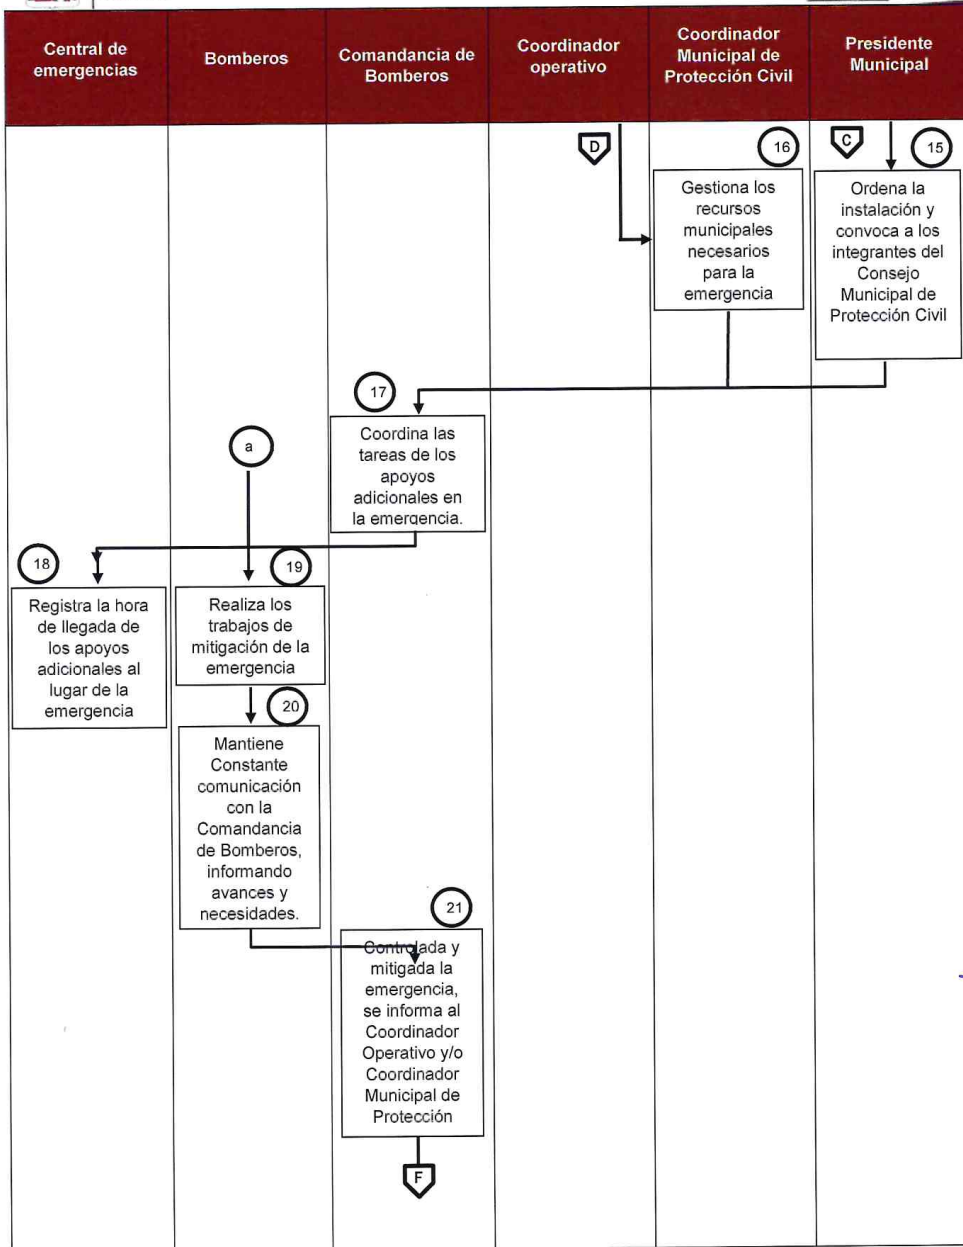 Central de
emergencias
Bomberos
Comandancia de
Bomberos
Coordinador
operativo
Coordinador
Municipal de
Protección Civil
Presidente
Municipal
D
16
C
15
Gestiona los
recursos
municipales
necesarios
para la
emergencia
Ordena la
instalación y
convoca a los
integrantes del
Consejo
Municipal de
Protección Civil
17
Coordina las
tareas de los
apoyos
adicionales en
la emergencia.
a
18
19
Registra la hora
de llegada de
los apoyos
adicionales al
lugar de la
emergencia
Realiza los
trabajos de
mitigación de la
emergencia
20
Mantiene
Constante
comunicación
con la
Comandancia
de Bomberos,
informando
avances y
necesidades.
21
Controlada y
mitigada la
emergencia,
se informa al
Coordinador
Operativo y/o
Coordinador
Municipal de
Protección
F